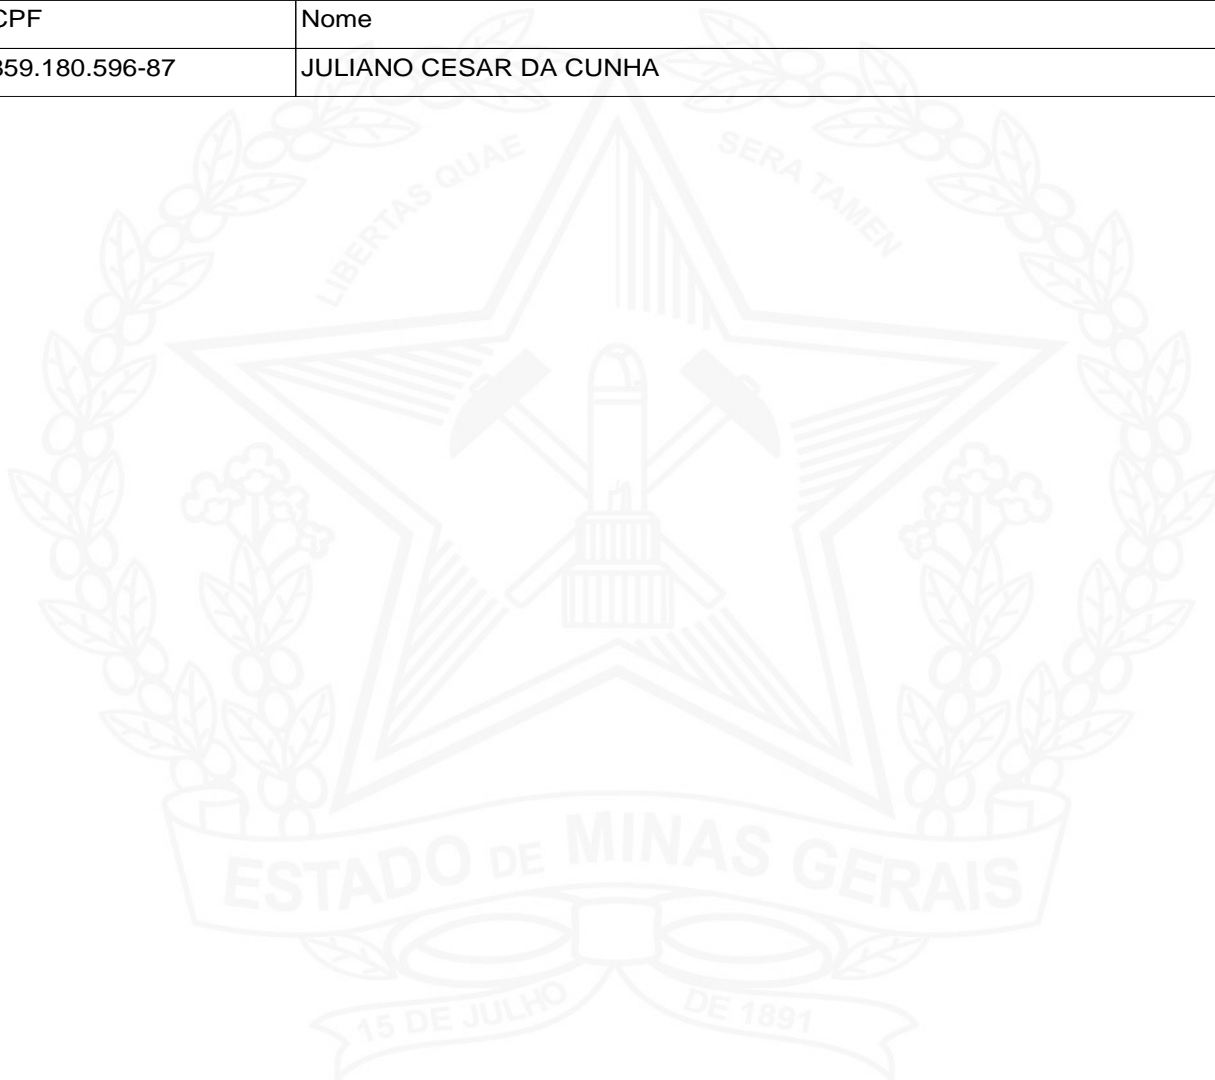 CPF Nome
859.180.596-87 JULIANO CESAR DA CUNHA
LIBERTAS QUAE SERA TAMEN
ESTADO DE MINAS GERAIS
15 DE JULHO DE 1891